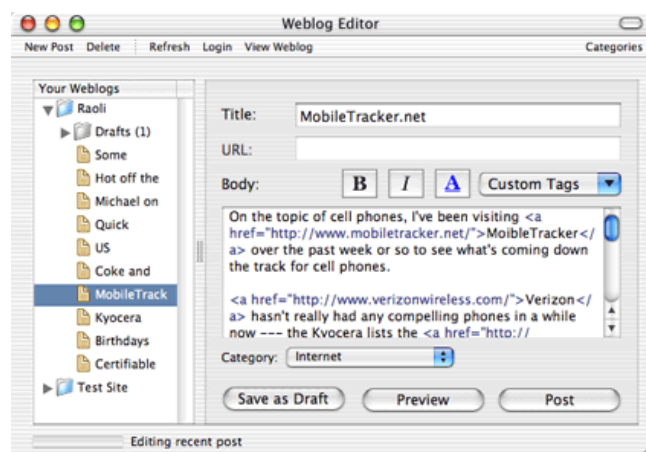 Weblog Editor
New Post Delete Refresh Login View Weblog Categories
Your Weblogs
Raoli
Drafts (1)
Some
Hot off the
Michael on
Quick
US
Coke and
MobileTrack
Kyocera
Birthdays
Certifiable
Test Site
Title: MobileTracker.net
URL:
Body: B I A Custom Tags
On the topic of cell phones, I've been visiting <a
href="http://www.mobiletracker.net/">MoibleTracker</
a> over the past week or so to see what's coming down
the track for cell phones.
<a href="http://www.verizonwireless.com/">Verizon</
a> hasn't really had any compelling phones in a while
now --- the Kyocera lists the <a href="http://
Category: Internet
Save as Draft Preview Post
Editing recent post